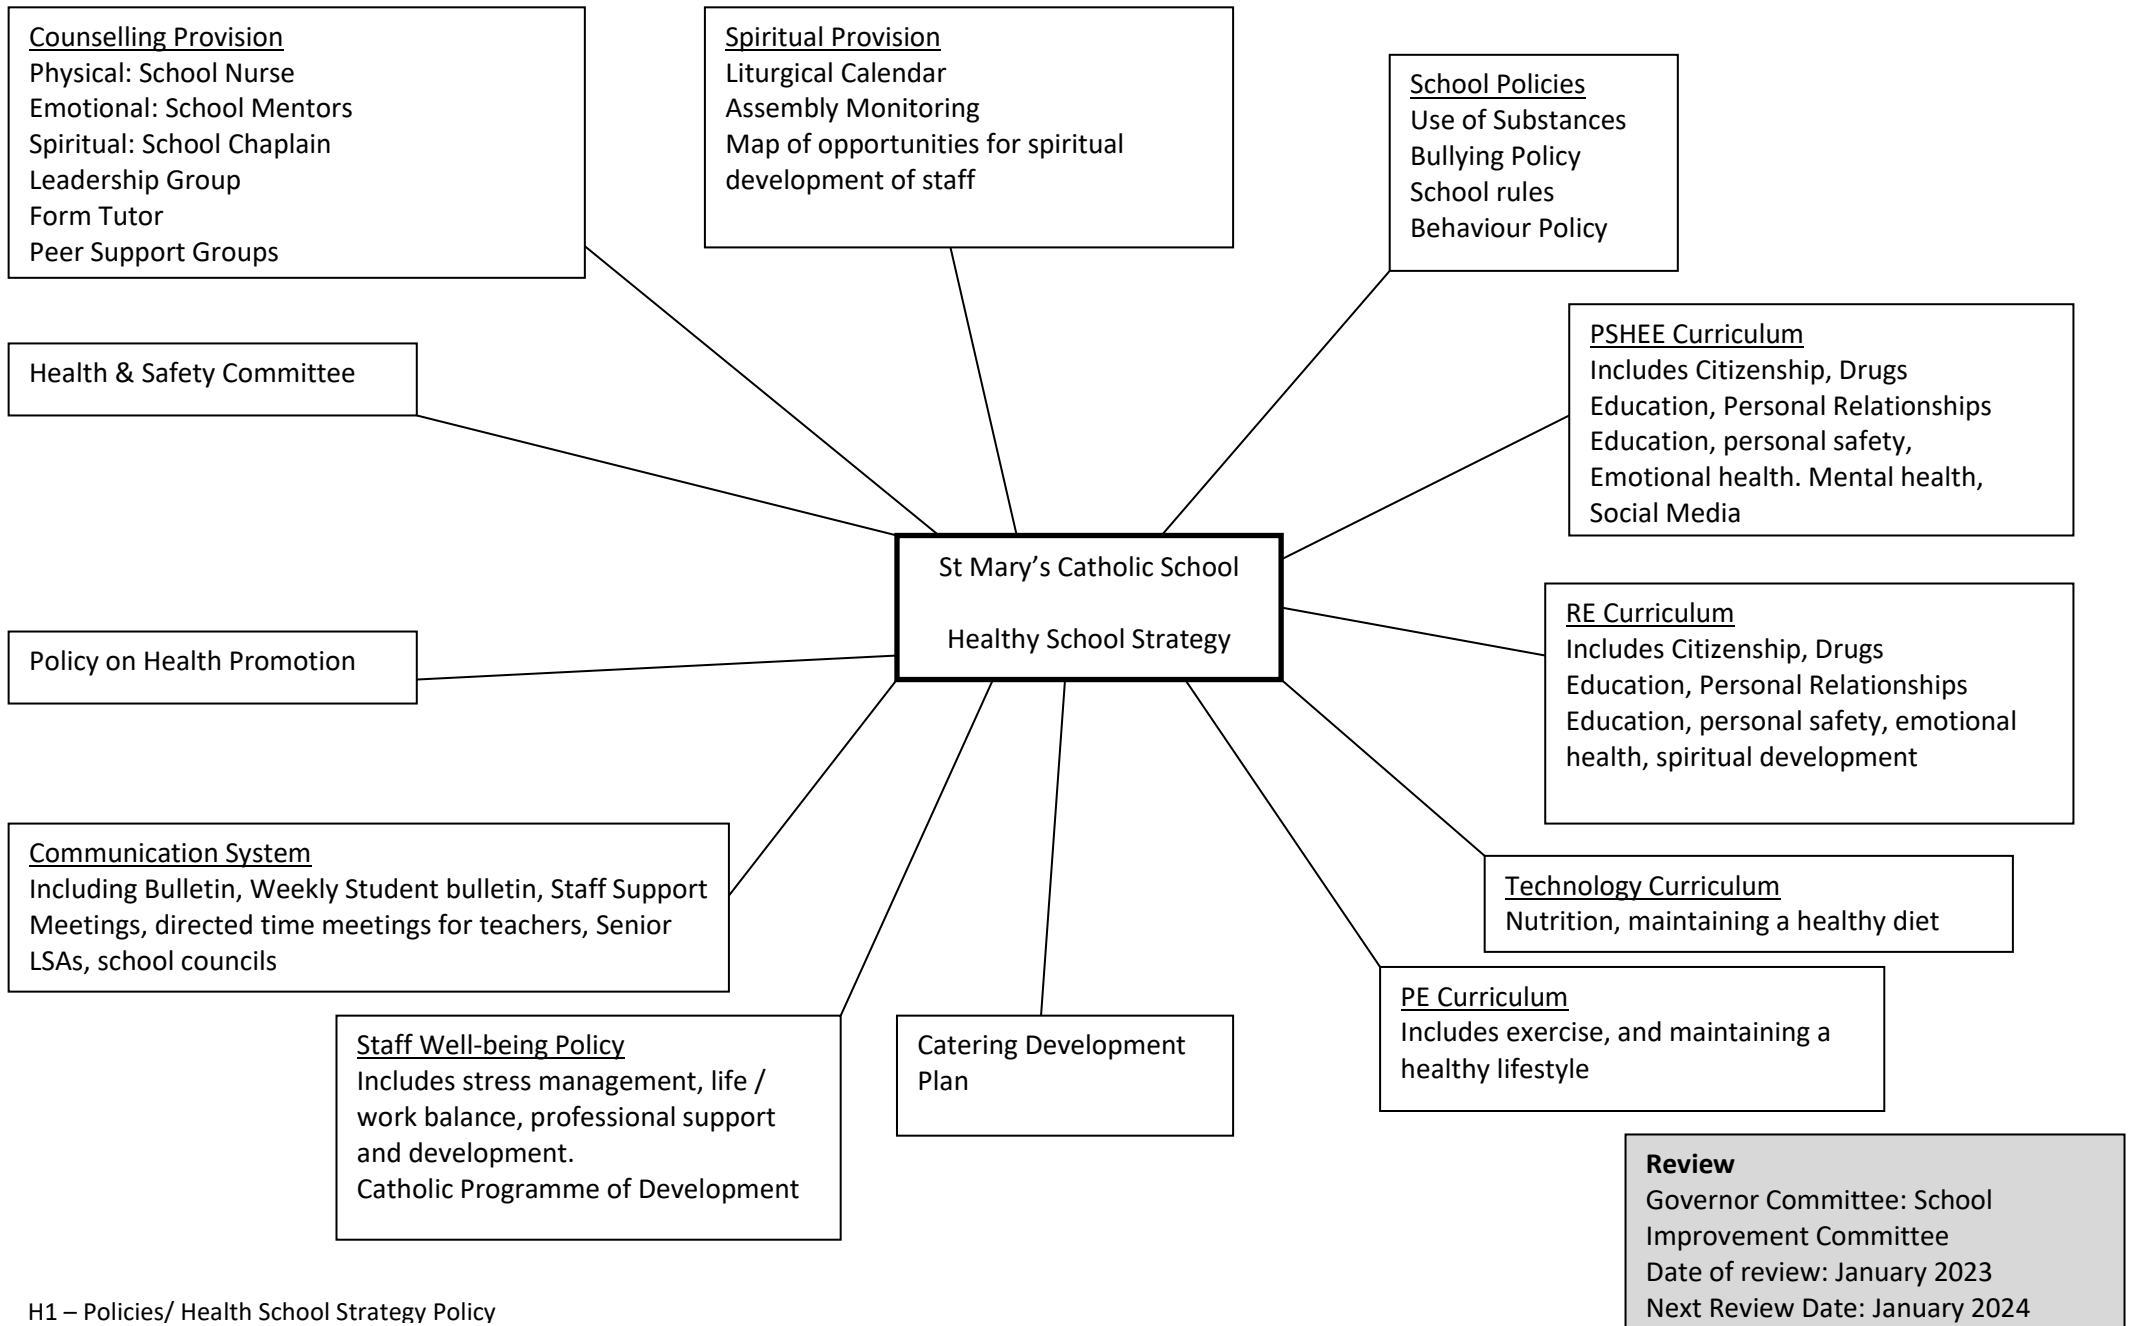 Counselling Provision
Physical: School Nurse
Emotional: School Mentors
Spiritual: School Chaplain
Leadership Group
Form Tutor
Peer Support Groups
Spiritual Provision
Liturgical Calendar
Assembly Monitoring
Map of opportunities for spiritual
development of staff
School Policies
Use of Substances
Bullying Policy
School rules
Behaviour Policy
Health & Safety Committee
PSHEE Curriculum
Includes Citizenship, Drugs
Education, Personal Relationships
Education, personal safety,
Emotional health. Mental health,
Social Media
St Mary’s Catholic School
Healthy School Strategy
Policy on Health Promotion
RE Curriculum
Includes Citizenship, Drugs
Education, Personal Relationships
Education, personal safety, emotional
health, spiritual development
Communication System
Including Bulletin, Weekly Student bulletin, Staff Support
Meetings, directed time meetings for teachers, Senior
LSAs, school councils
Technology Curriculum
Nutrition, maintaining a healthy diet
Staff Well-being Policy
Includes stress management, life /
work balance, professional support
and development.
Catholic Programme of Development
Catering Development
Plan
PE Curriculum
Includes exercise, and maintaining a
healthy lifestyle
Review
Governor Committee: School
Improvement Committee
Date of review: January 2023
Next Review Date: January 2024
H1 – Policies/ Health School Strategy Policy